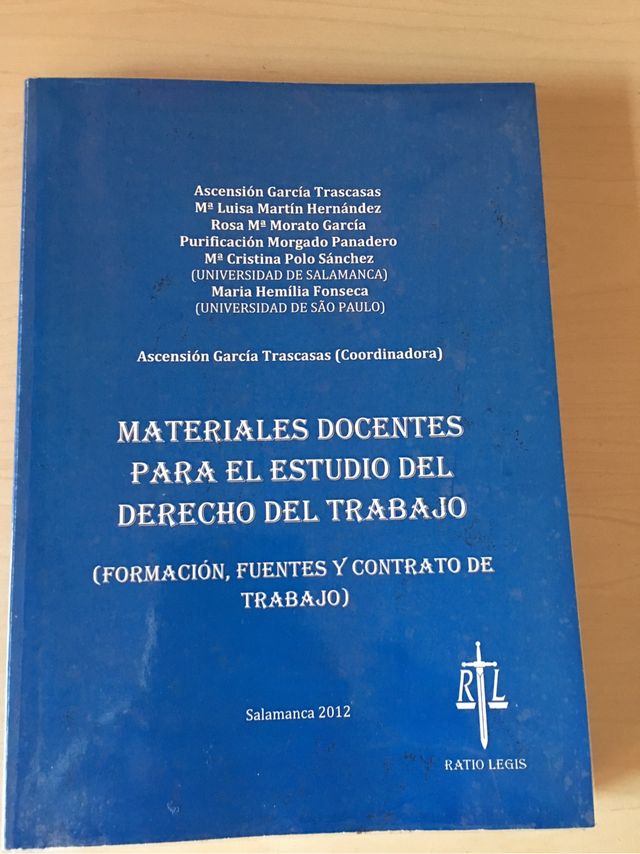 Ascensión García Trascasas
Mª Luisa Martín Hernández
Rosa Mª Morato García
Purificación Morgado Panadero
Mª Cristina Polo Sánchez
(UNIVERSIDAD DE SALAMANCA)
Maria Hemília Fonseca
(UNIVERSIDAD DE SÃO PAULO)
Ascensión García Trascasas (Coordinadora)
MATERIALES DOCENTES
PARA EL ESTUDIO DEL
DERECHO DEL TRABAJO
(FORMACIÓN, FUENTES Y CONTRATO DE
TRABAJO)
Salamanca 2012
R L
RATIO LEGIS